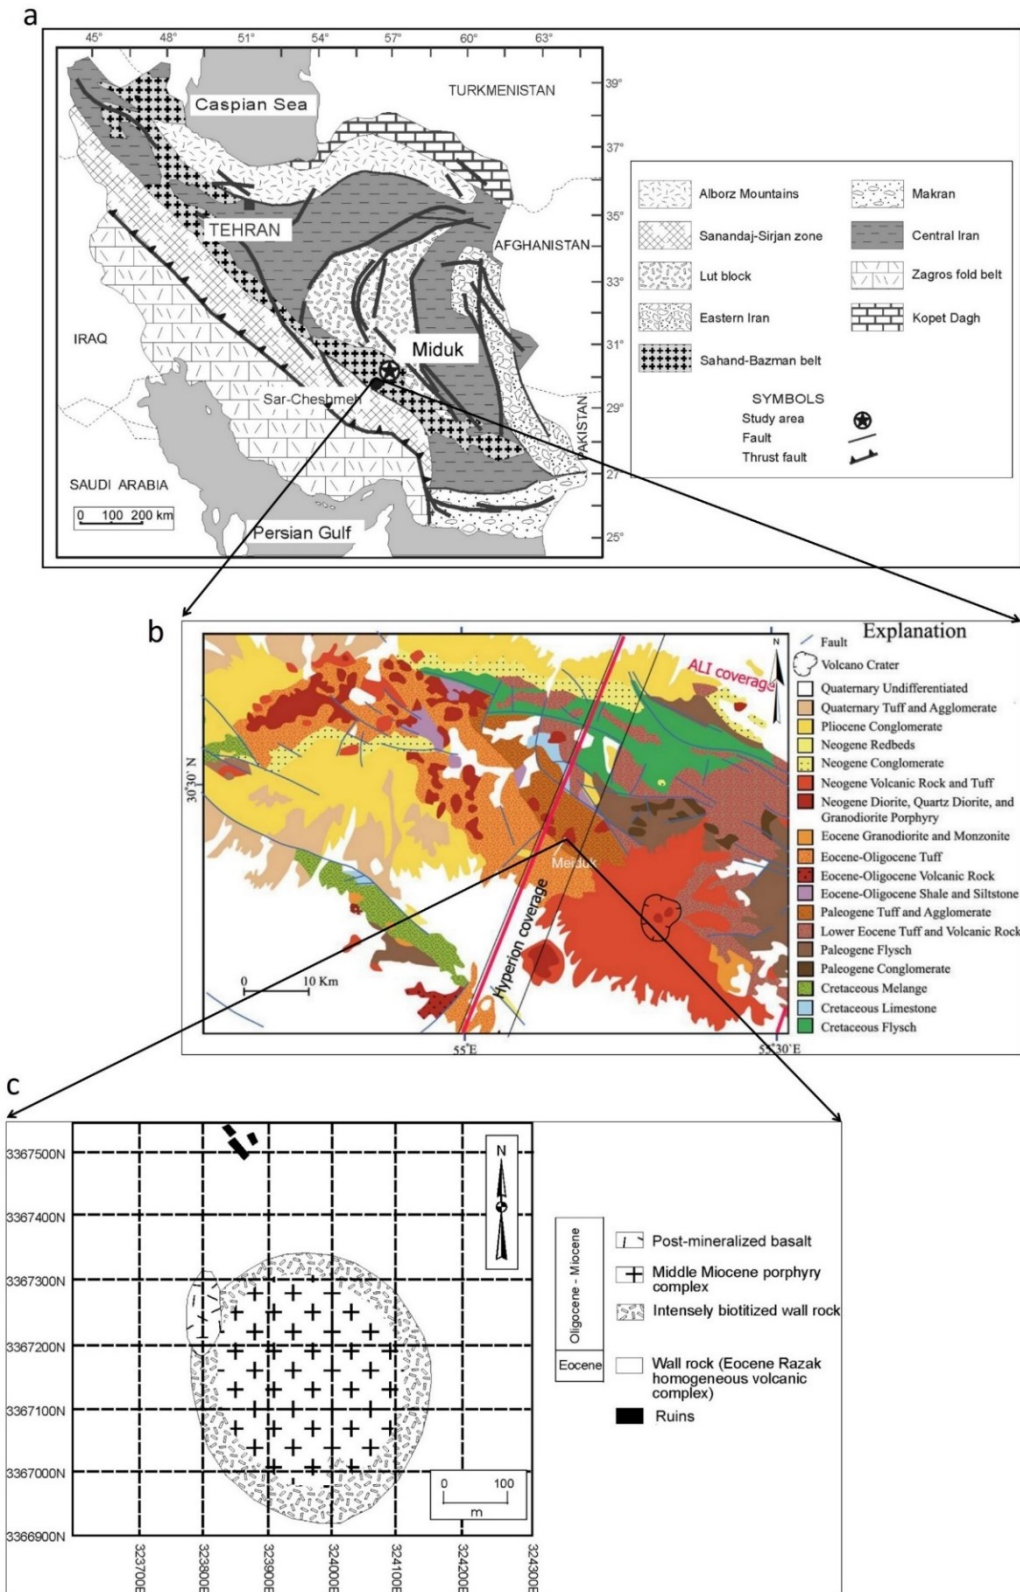 a
45° 48° 51° 54° 57° 60° 63°
39°
37°
35°
33°
31°
29°
27°
25°
Caspian Sea
TURKMENISTAN
TEHRAN
AFGHANISTAN
IRAQ
Miduk
Sar-Cheshmeh
PAKISTAN
SAUDI ARABIA
0 100 200 km
Persian Gulf
Alborz Mountains
Sanandaj-Sirjan zone
Lut block
Eastern Iran
Sahand-Bazman belt
Makran
Central Iran
Zagros fold belt
Kopet Dagh
SYMBOLS
Study area
Fault
Thrust fault
b
30°30' N
ALI coverage
N
Meiduk
Hyperion coverage
0 10 Km
55°E
55°30'E
Explanation
Fault
Volcano Crater
Quaternary Undifferentiated
Quaternary Tuff and Agglomerate
Pliocene Conglomerate
Neogene Redbeds
Neogene Conglomerate
Neogene Volcanic Rock and Tuff
Neogene Diorite, Quartz Diorite, and
Granodiorite Porphyry
Eocene Granodiorite and Monzonite
Eocene-Oligocene Tuff
Eocene-Oligocene Volcanic Rock
Eocene-Oligocene Shale and Siltstone
Paleogene Tuff and Agglomerate
Lower Eocene Tuff and Volcanic Rock
Paleogene Flysch
Paleogene Conglomerate
Cretaceous Melange
Cretaceous Limestone
Cretaceous Flysch
c
3367500N
3367400N
3367300N
3367200N
3367100N
3367000N
3366900N
N
0 100
m
323700E
323800E
323900E
324000E
324100E
324200E
324300E
Oligocene - Miocene
Eocene
Post-mineralized basalt
Middle Miocene porphyry
complex
Intensely biotitized wall rock
Wall rock (Eocene Razak
homogeneous volcanic
complex)
Ruins